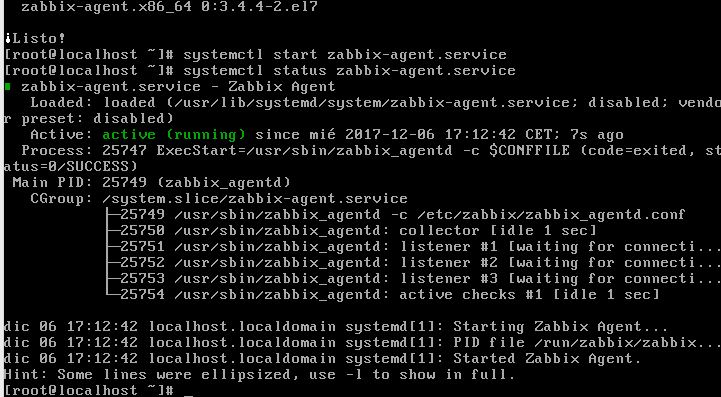 zabbix-agent.x86_64 0:3.4.4-2.el7
¡Listo!
[root@localhost ~]# systemctl start zabbix-agent.service
[root@localhost ~]# systemctl status zabbix-agent.service
■ zabbix-agent.service - Zabbix Agent
Loaded: loaded (/usr/lib/systemd/system/zabbix-agent.service; disabled; vendo
r preset: disabled)
Active: active (running) since mié 2017-12-06 17:12:42 CET; 7s ago
Process: 25747 ExecStart=/usr/sbin/zabbix_agentd -c $CONFFILE (code=exited, st
atus=0/SUCCESS)
Main PID: 25749 (zabbix_agentd)
CGroup: /system.slice/zabbix-agent.service
├─25749 /usr/sbin/zabbix_agentd -c /etc/zabbix/zabbix_agentd.conf
├─25750 /usr/sbin/zabbix_agentd: collector [idle 1 sec]
├─25751 /usr/sbin/zabbix_agentd: listener #1 [waiting for connecti...
├─25752 /usr/sbin/zabbix_agentd: listener #2 [waiting for connecti...
├─25753 /usr/sbin/zabbix_agentd: listener #3 [waiting for connecti...
└─25754 /usr/sbin/zabbix_agentd: active checks #1 [idle 1 sec]
dic 06 17:12:42 localhost.localdomain systemd[1]: Starting Zabbix Agent...
dic 06 17:12:42 localhost.localdomain systemd[1]: PID file /run/zabbix/zabbix...
dic 06 17:12:42 localhost.localdomain systemd[1]: Started Zabbix Agent.
Hint: Some lines were ellipsized, use -l to show in full.
[root@localhost ~]# _